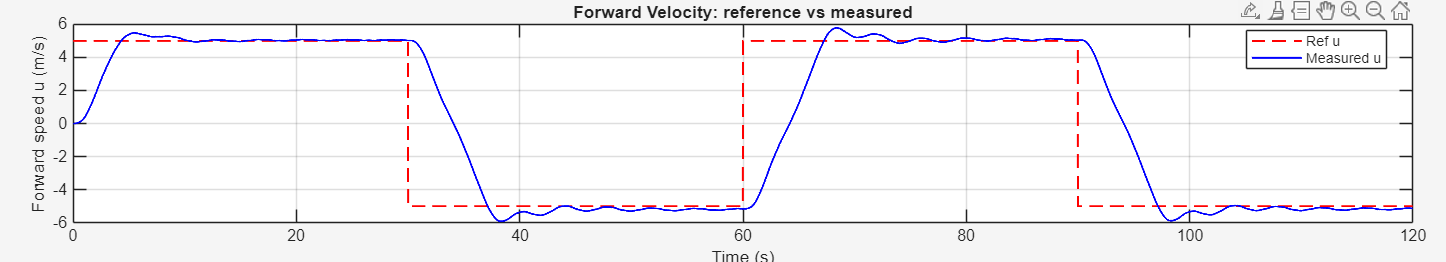 Forward Velocity: reference vs measured
Forward speed u (m/s)
6
4
2
0
-2
-4
-6
Ref u
Measured u
0 20 40 60 80 100 120
Time (s)